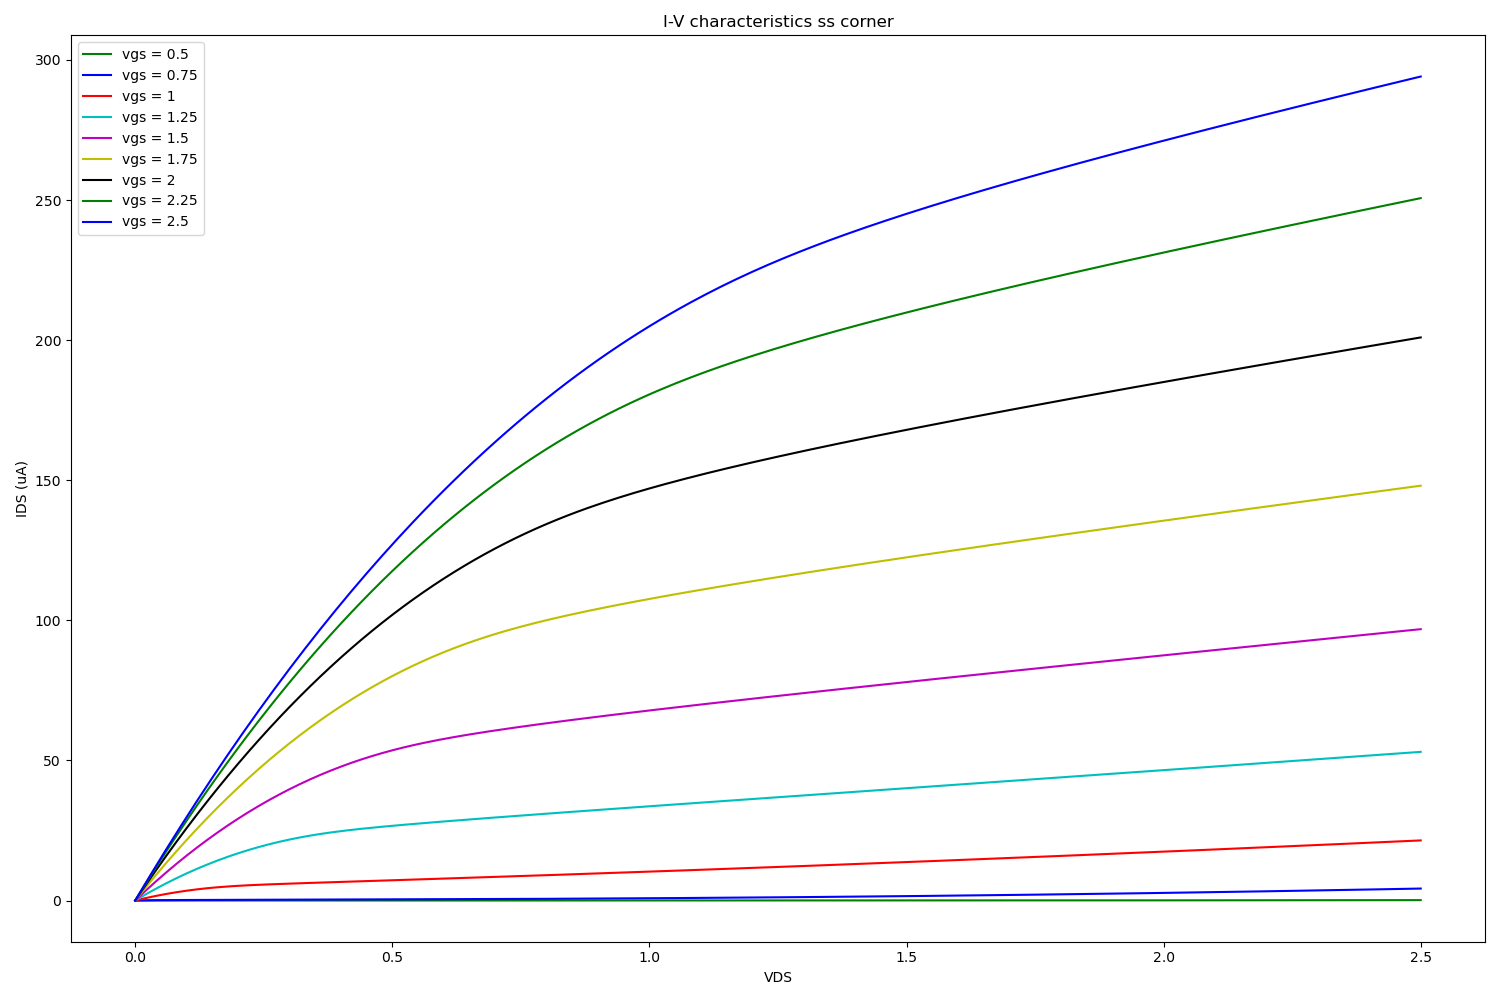 I-V characteristics ss corner
vgs = 0.5
vgs = 0.75
vgs = 1
vgs = 1.25
vgs = 1.5
vgs = 1.75
vgs = 2
vgs = 2.25
vgs = 2.5
300
250
200
150
100
50
0
IDS (uA)
0.0 0.5 1.0 1.5 2.0 2.5
VDS